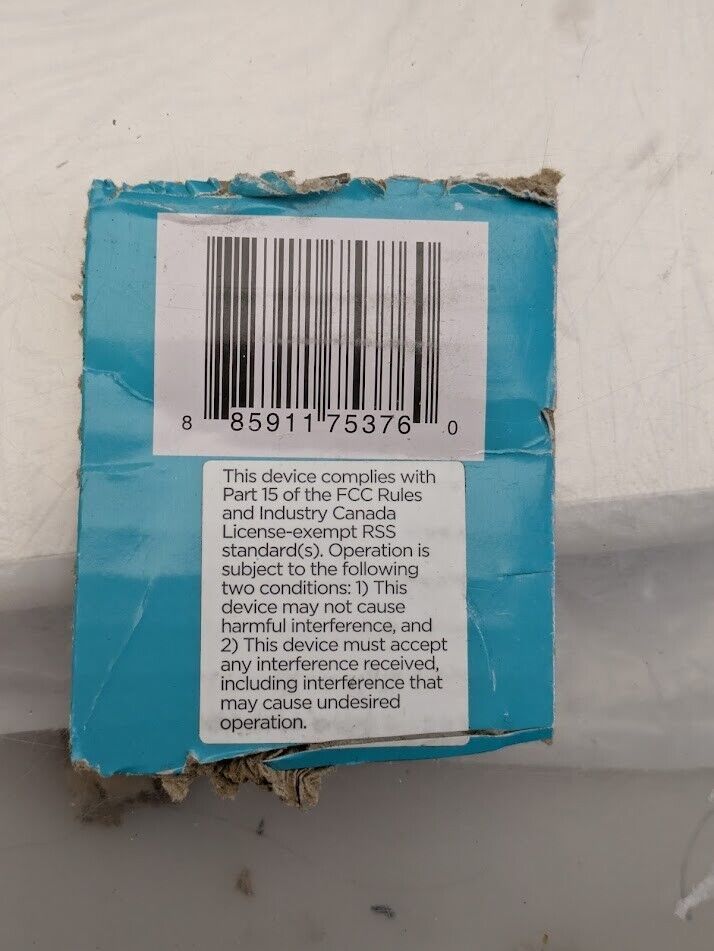 8 85911 75376 0
This device complies with
Part 15 of the FCC Rules
and Industry Canada
License-exempt RSS
standard(s). Operation is
subject to the following
two conditions: 1) This
device may not cause
harmful interference, and
2) This device must accept
any interference received,
including interference that
may cause undesired
operation.